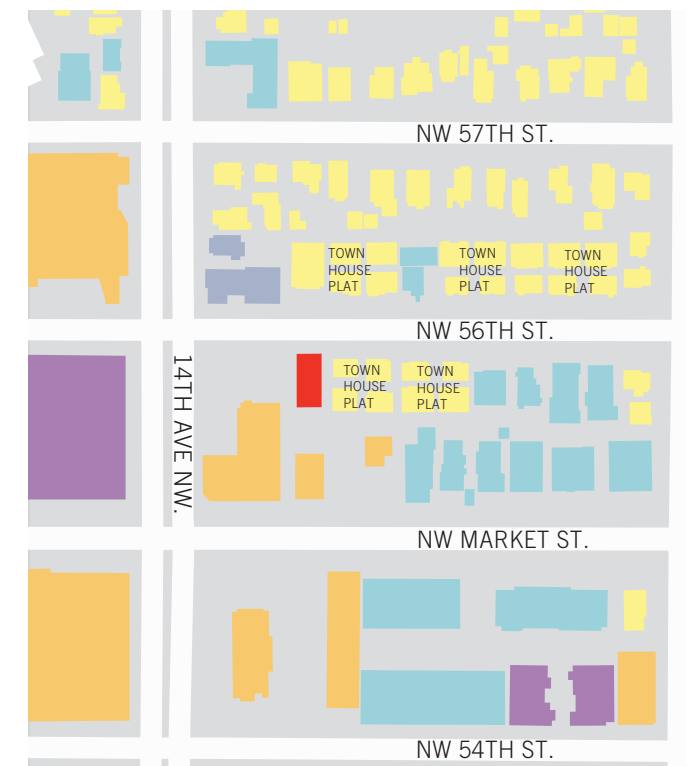 NW 57TH ST.
TOWN
HOUSE
PLAT
TOWN
HOUSE
PLAT
TOWN
HOUSE
PLAT
NW 56TH ST.
14TH AVE NW.
TOWN
HOUSE
PLAT
TOWN
HOUSE
PLAT
NW MARKET ST.
NW 54TH ST.